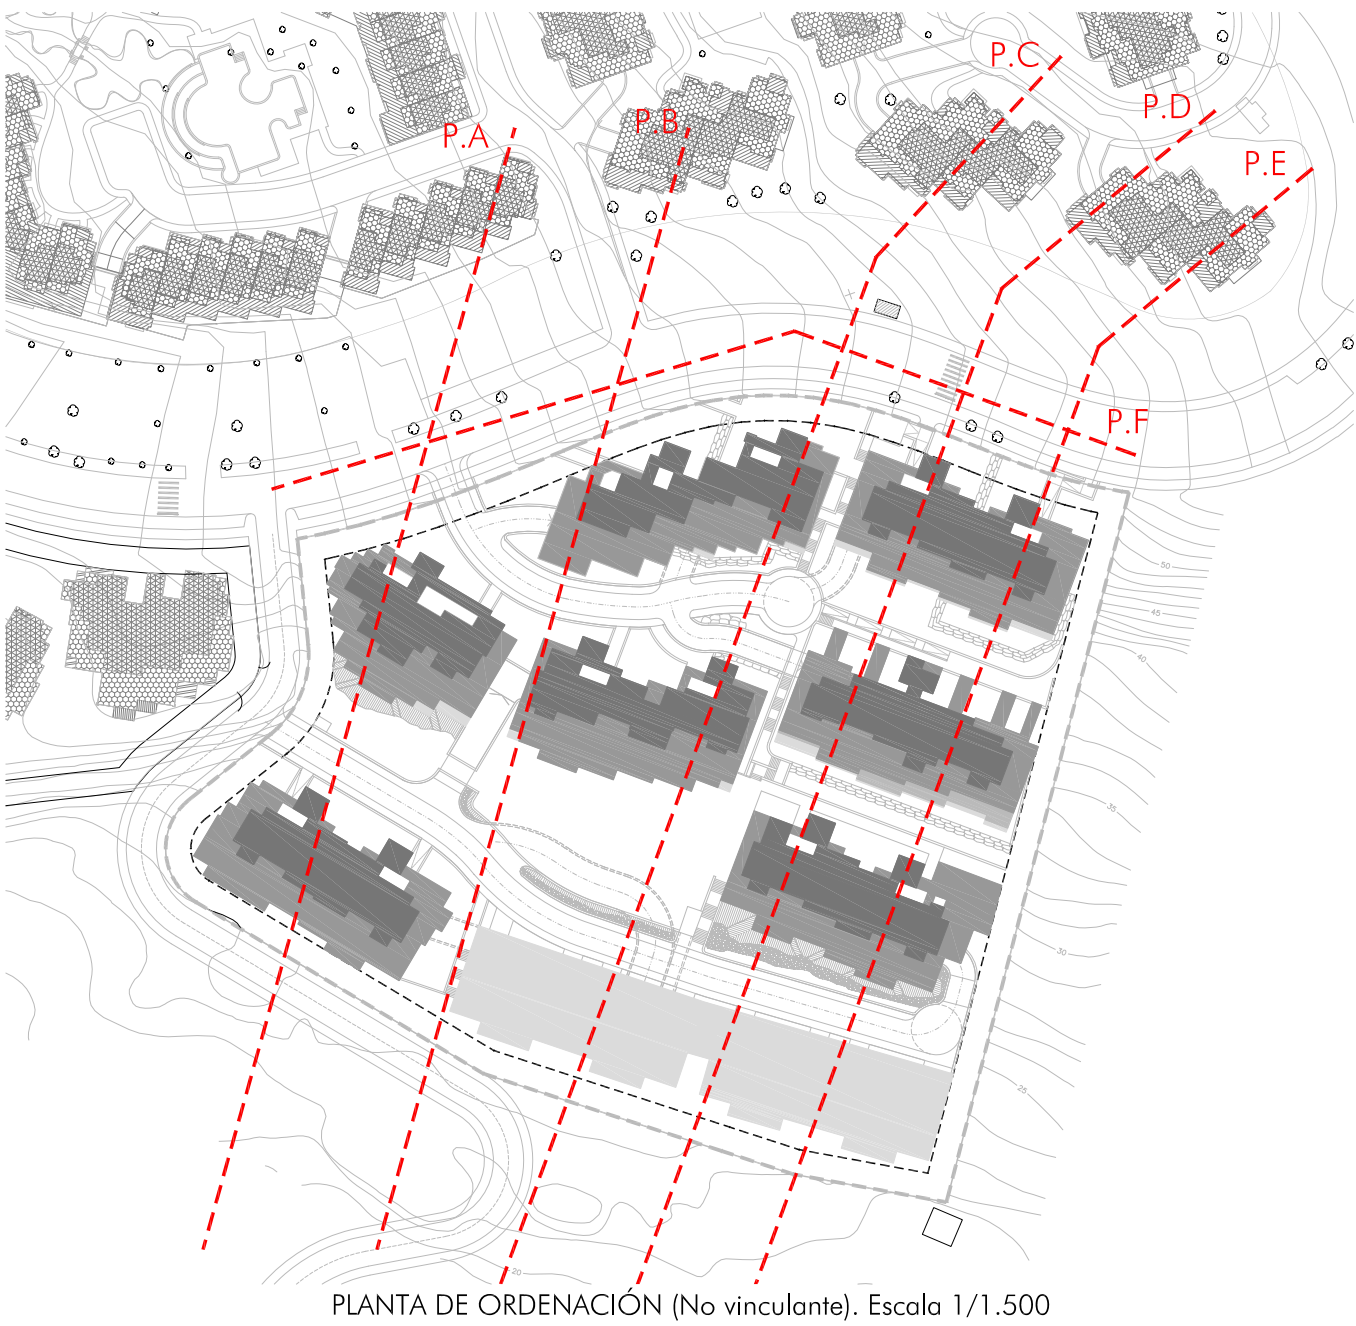 P.C
P.D
P.B
P.A
P.E
P.F
50
45
40
35
30
25
20
PLANTA DE ORDENACIÓN (No vinculante). Escala 1/1.500